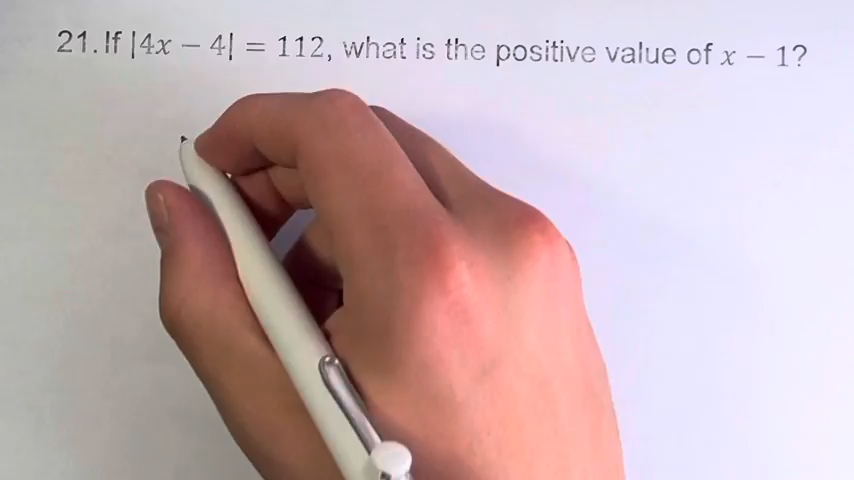 21. If |4x − 4| = 112, what is the positive value of x − 1?